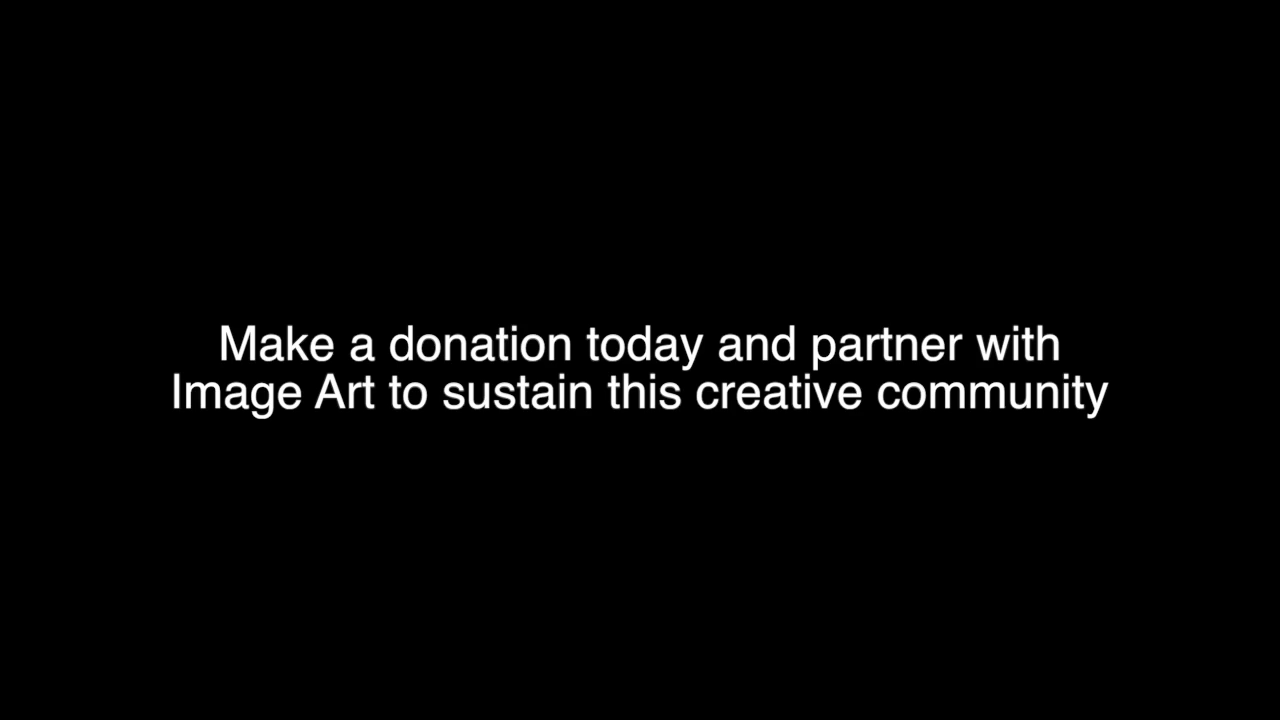 Make a donation today and partner with
Image Art to sustain this creative community